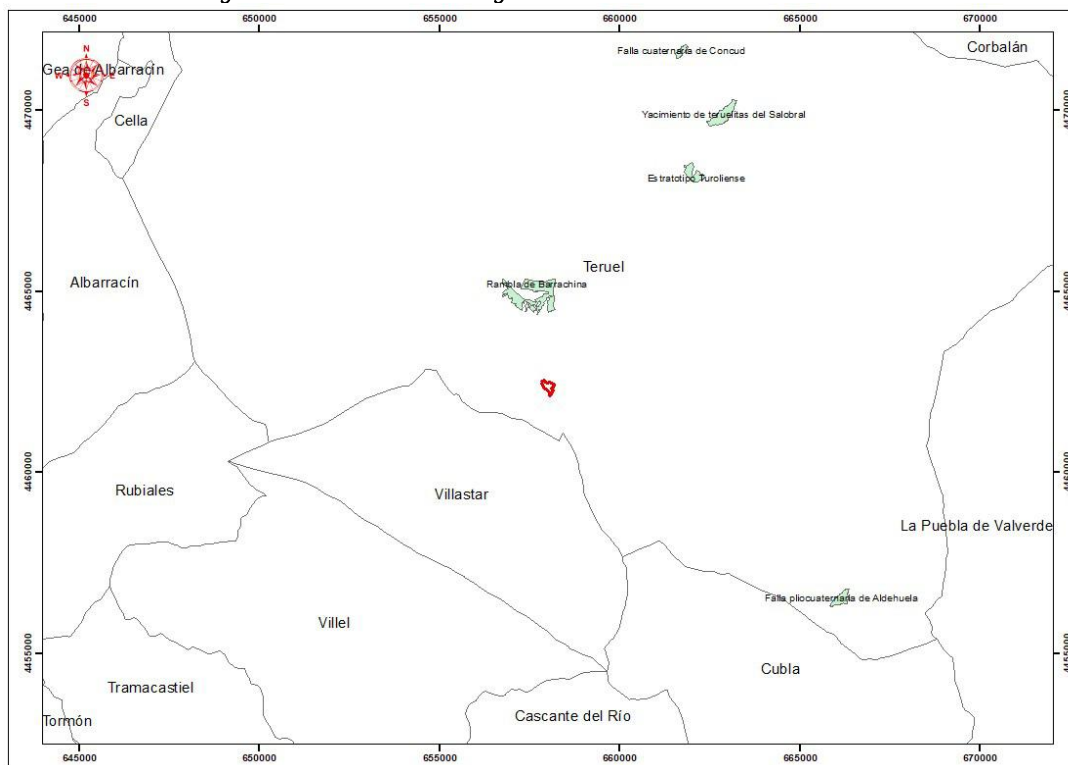 645000 650000 655000 660000 665000 670000
Falla cuaternaria de Concud
Corbalán
N
Gea de Albarracín
W E
S
4470000 4470000
Cella
Yacimiento de teruelitas del Salobral
Estratotipo Turoliense
Teruel
Albarracín
Rambla de Barrachina
4465000 4465000
4460000 4460000
Rubiales
Villastar
La Puebla de Valverde
Falla pliocuaternaria de Aldehuela
Villel
4455000 4455000
Cubla
Tramacastiel
Cascante del Río
Tormón
645000 650000 655000 660000 665000 670000